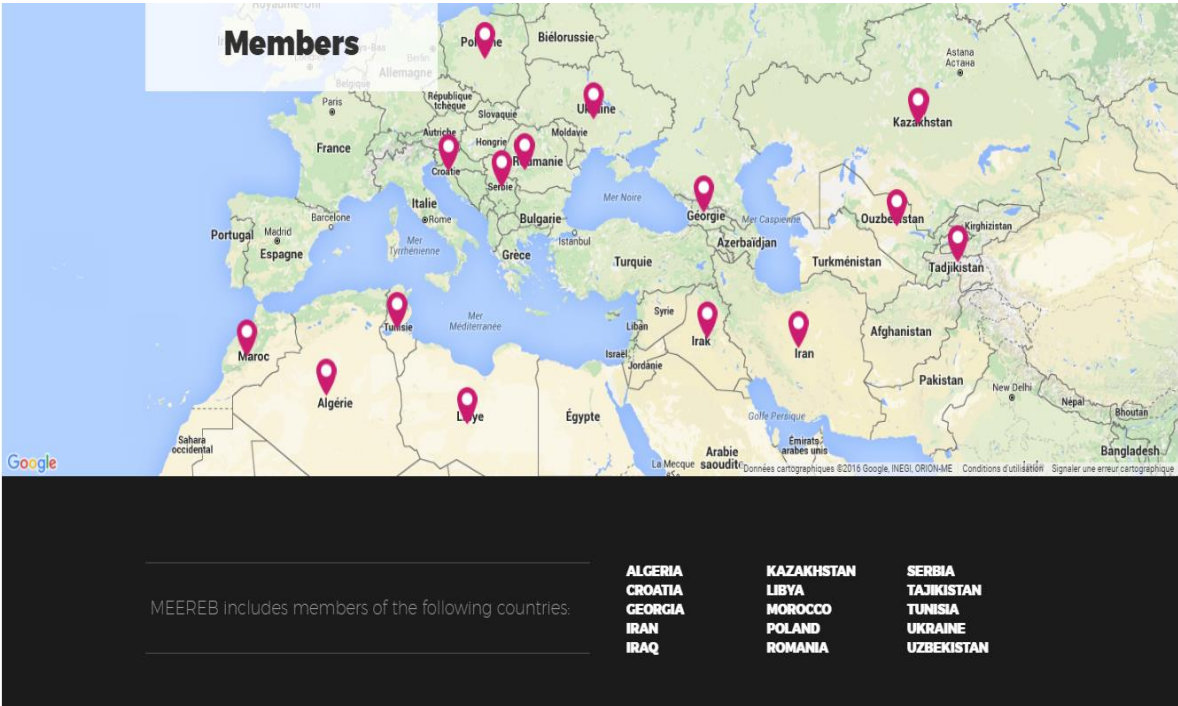 Royaume-Uni
Members
Pologne
Biélorussie
Berlin
Allemagne
Belgique
Astana
Астана
Paris
République
tchèque
Slovaquie
Ukraine
Kazakhstan
Autriche
Moldavie
France
Hongrie
Roumanie
Croatie
Serbie
Italie
Rome
Mer Noire
Géorgie
Mer Caspienne
Ouzbekistan
Kirghizistan
Barcelone
Bulgarie
Portugal
Madrid
Espagne
Mer
Tyrrhénienne
Istanbul
Azerbaïdjan
Grèce
Turquie
Turkménistan
Tadjikistan
Mer
Méditerranée
Tunisie
Syrie
Liban
Irak
Iran
Afghanistan
Maroc
Israël
Jordanie
Pakistan
New Delhi
Népal
Bhoutan
Algérie
Libye
Égypte
Golfe Persique
Sahara
occidental
Émirats
arabes unis
Arabie
saoudite
La Mecque
Bangladesh
Google
Données cartographiques ©2016 Google, INEGI, ORION-ME
Conditions d'utilisation
Signaler une erreur cartographique
MEEREB includes members of the following countries:
ALGERIA
CROATIA
GEORGIA
IRAN
IRAQ
KAZAKHSTAN
LIBYA
MOROCCO
POLAND
ROMANIA
SERBIA
TAJIKISTAN
TUNISIA
UKRAINE
UZBEKISTAN